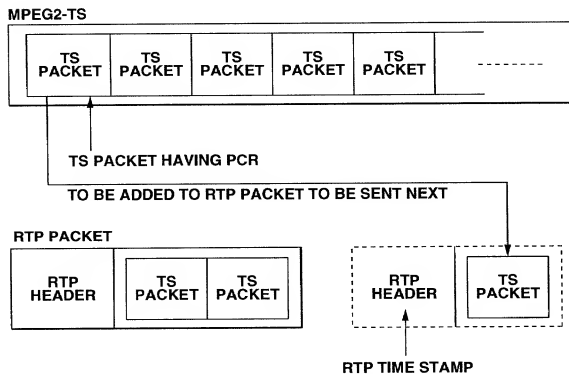 MPEG2-TS
TS PACKET TS PACKET TS PACKET TS PACKET TS PACKET
TS PACKET HAVING PCR
TO BE ADDED TO RTP PACKET TO BE SENT NEXT
RTP PACKET
RTP HEADER TS PACKET TS PACKET
RTP HEADER TS PACKET
RTP TIME STAMP